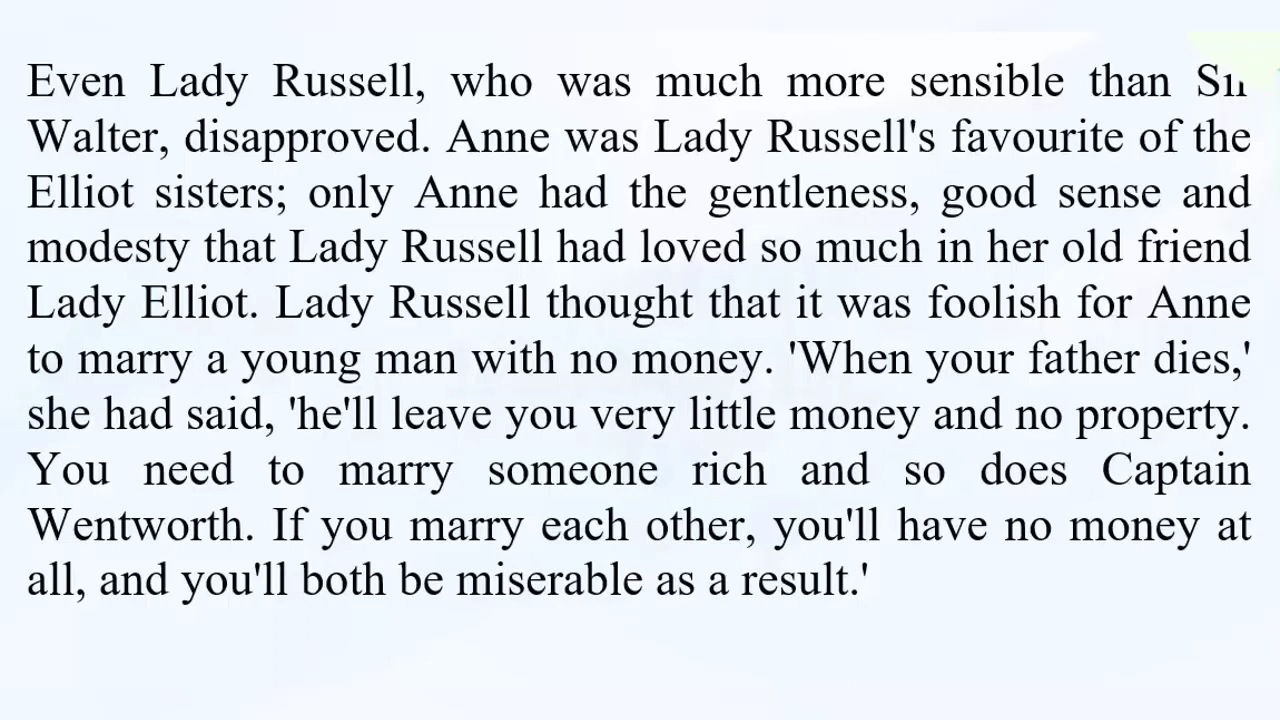 Even Lady Russell, who was much more sensible than Sir
Walter, disapproved. Anne was Lady Russell's favourite of the
Elliot sisters; only Anne had the gentleness, good sense and
modesty that Lady Russell had loved so much in her old friend
Lady Elliot. Lady Russell thought that it was foolish for Anne
to marry a young man with no money. 'When your father dies,'
she had said, 'he'll leave you very little money and no property.
You need to marry someone rich and so does Captain
Wentworth. If you marry each other, you'll have no money at
all, and you'll both be miserable as a result.'